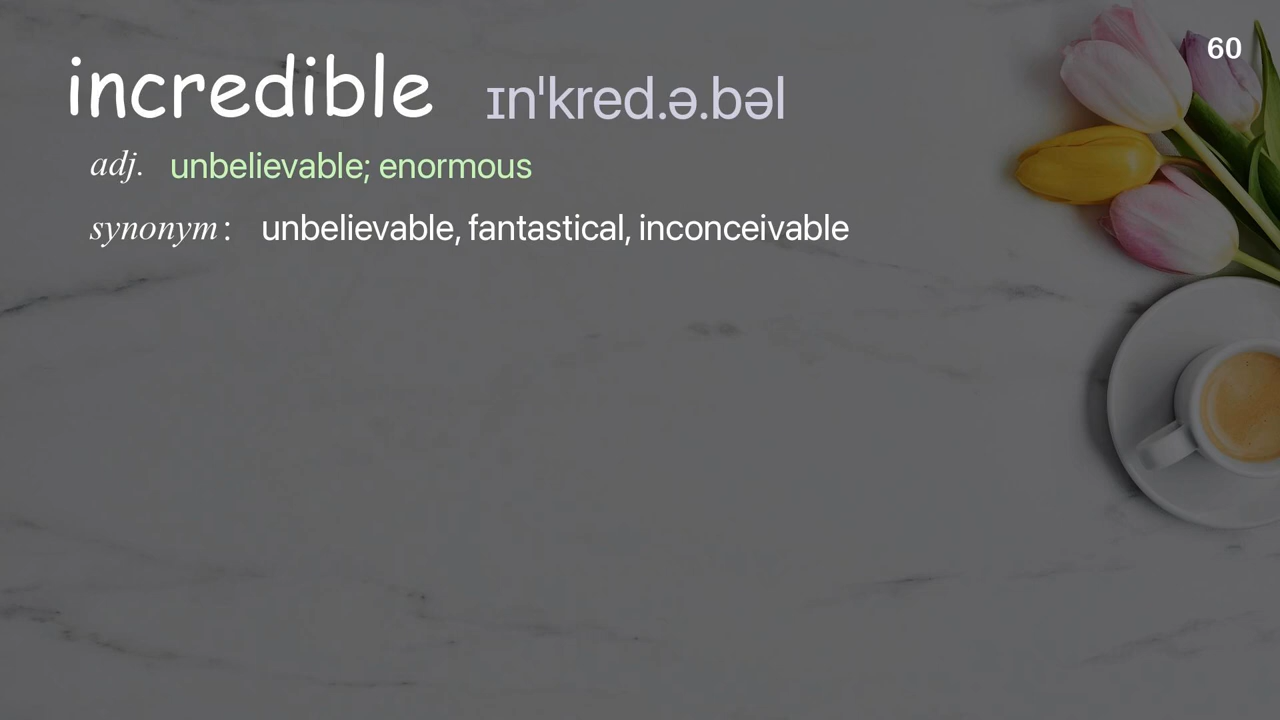 60
incredible ɪnˈkred.ə.bəl
adj. unbelievable; enormous
synonym: unbelievable, fantastical, inconceivable